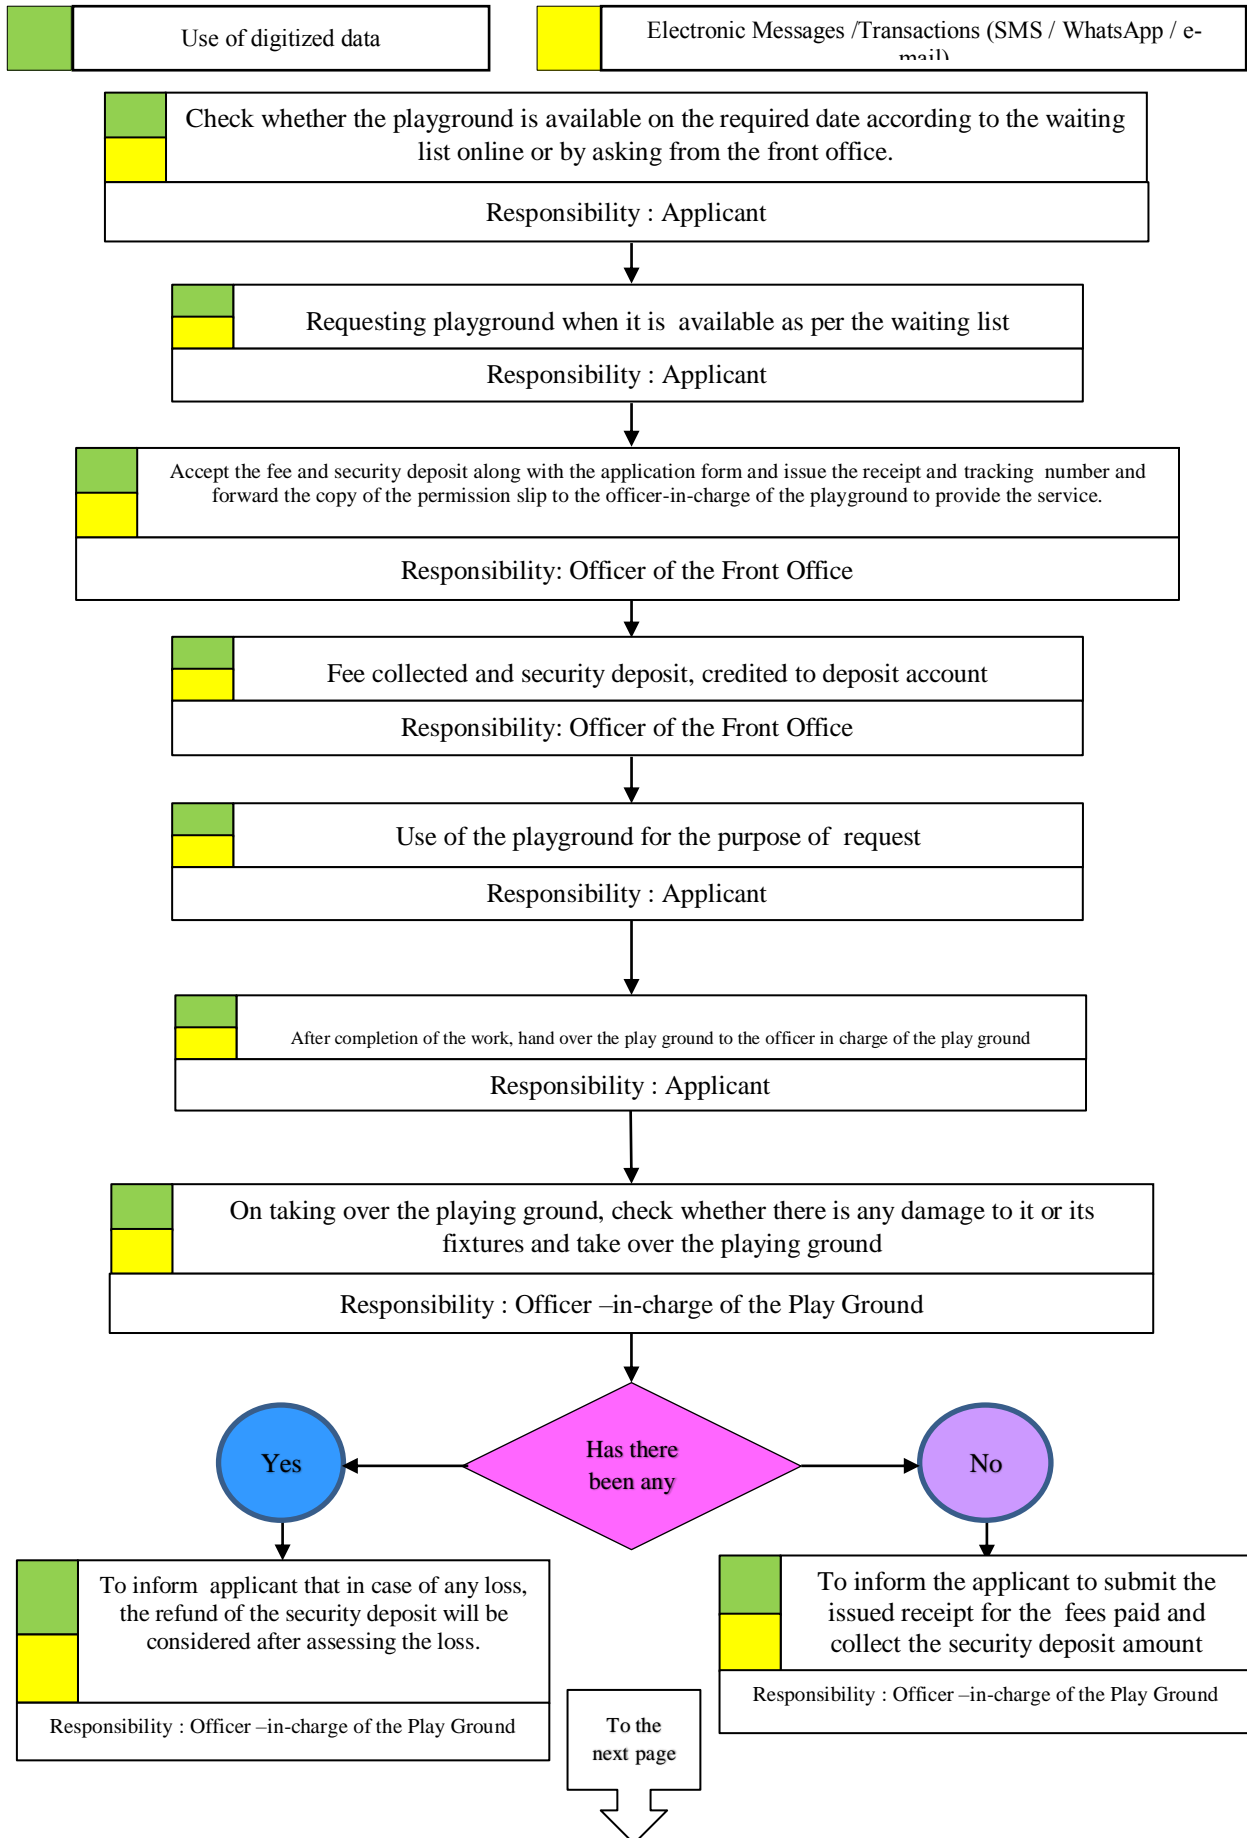 Use of digitized data
Electronic Messages /Transactions (SMS / WhatsApp / e-
mail)
Check whether the playground is available on the required date according to the waiting
list online or by asking from the front office.
Responsibility : Applicant
Requesting playground when it is available as per the waiting list
Responsibility : Applicant
Accept the fee and security deposit along with the application form and issue the receipt and tracking number and
forward the copy of the permission slip to the officer-in-charge of the playground to provide the service.
Responsibility: Officer of the Front Office
Fee collected and security deposit, credited to deposit account
Responsibility: Officer of the Front Office
Use of the playground for the purpose of request
Responsibility : Applicant
After completion of the work, hand over the play ground to the officer in charge of the play ground
Responsibility : Applicant
On taking over the playing ground, check whether there is any damage to it or its
fixtures and take over the playing ground
Responsibility : Officer –in-charge of the Play Ground
Has there
been any
Yes
No
To inform applicant that in case of any loss,
the refund of the security deposit will be
considered after assessing the loss.
Responsibility : Officer –in-charge of the Play Ground
To inform the applicant to submit the
issued receipt for the fees paid and
collect the security deposit amount
Responsibility : Officer –in-charge of the Play Ground
To the
next page